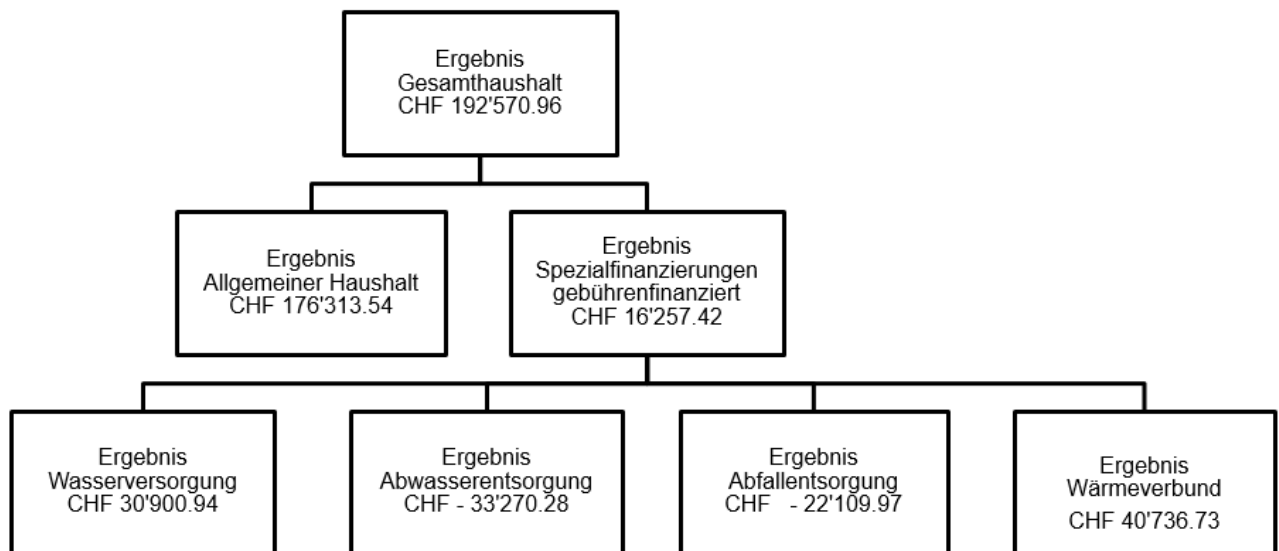 Ergebnis
Gesamthaushalt
CHF 192'570.96
Ergebnis
Allgemeiner Haushalt
CHF 176'313.54
Ergebnis
Spezialfinanzierungen
gebührenfinanziert
CHF 16'257.42
Ergebnis
Wasserversorgung
CHF 30'900.94
Ergebnis
Abwasserentsorgung
CHF - 33'270.28
Ergebnis
Abfallentsorgung
CHF   - 22'109.97
Ergebnis
Wärmeverbund
CHF 40'736.73